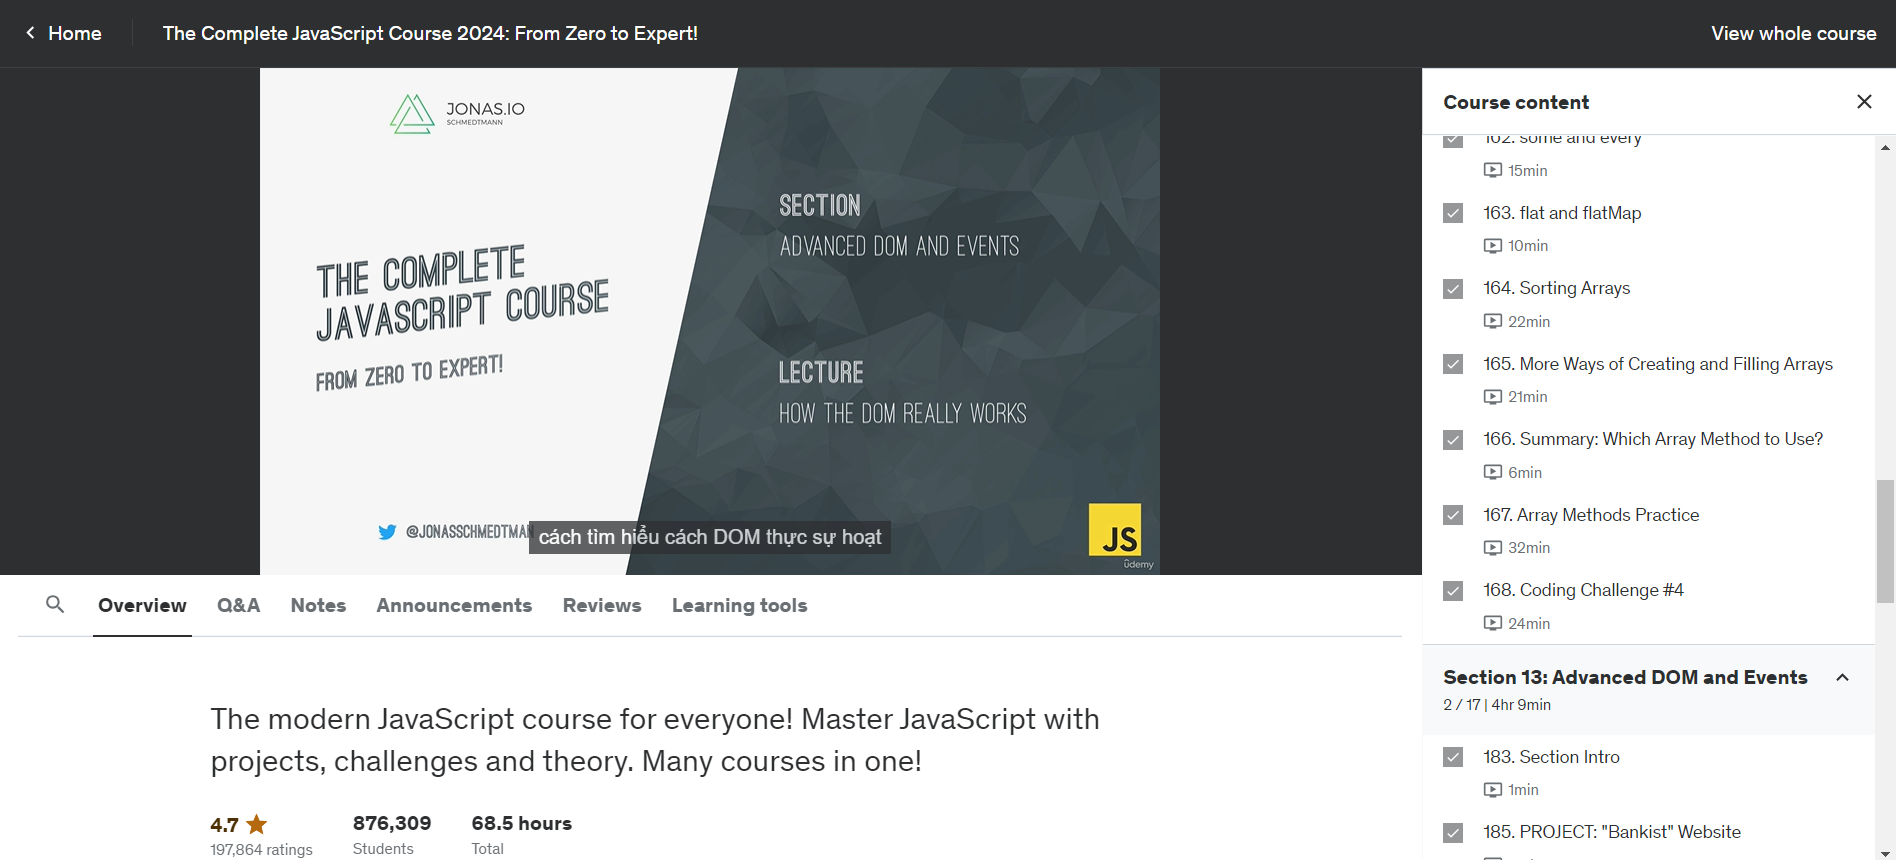 Home
The Complete JavaScript Course 2024: From Zero to Expert!
View whole course
JONAS.IO
SCHMEDTMANN
THE COMPLETE
JAVASCRIPT COURSE
FROM ZERO TO EXPERT!
SECTION
ADVANCED DOM AND EVENTS
LECTURE
HOW THE DOM REALLY WORKS
@JONASSCHMEDTMAN
cách tìm hiểu cách DOM thực sự hoạt
JS
ûdemy
Overview
Q&A
Notes
Announcements
Reviews
Learning tools
The modern JavaScript course for everyone! Master JavaScript with
projects, challenges and theory. Many courses in one!
4.7
197,864 ratings
876,309
Students
68.5 hours
Total
Course content
162. some and every
15min
163. flat and flatMap
10min
164. Sorting Arrays
22min
165. More Ways of Creating and Filling Arrays
21min
166. Summary: Which Array Method to Use?
6min
167. Array Methods Practice
32min
168. Coding Challenge #4
24min
Section 13: Advanced DOM and Events
2 / 17 | 4hr 9min
183. Section Intro
1min
185. PROJECT: "Bankist" Website